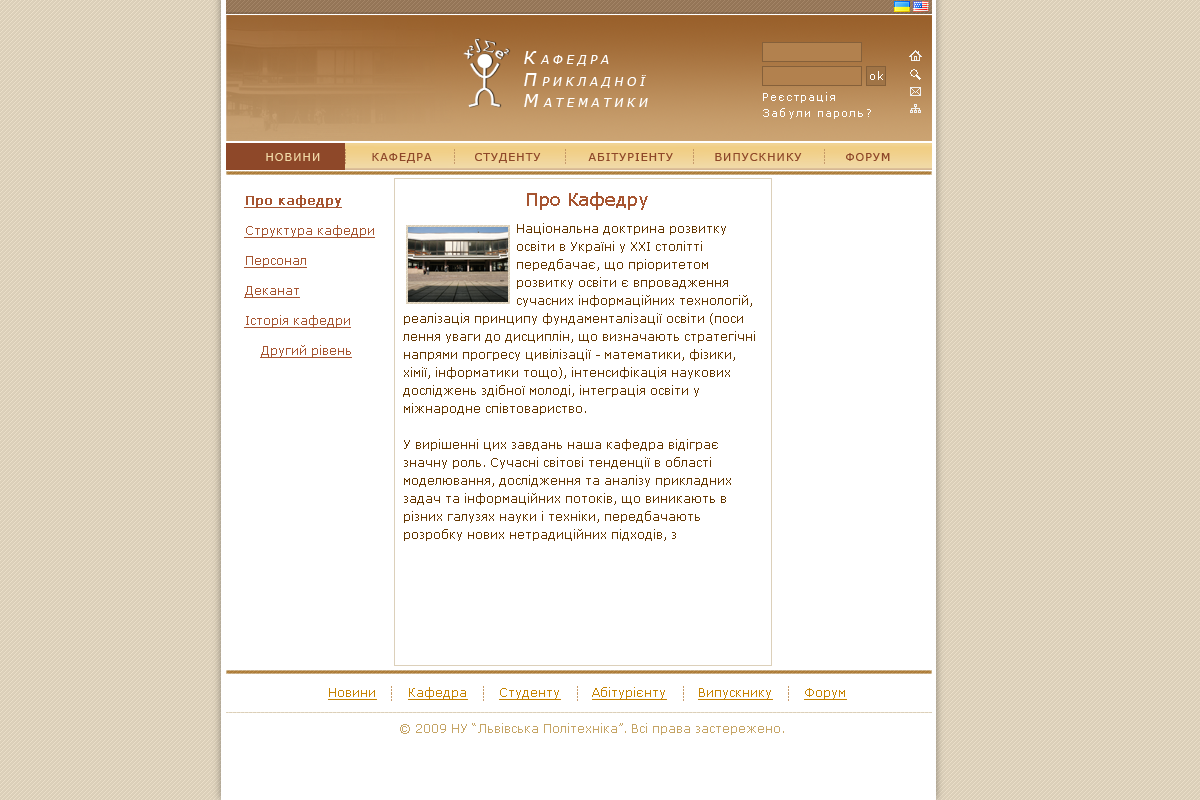 x² ∫ Σ e^x
Кафедра
Прикладної
Математики
ok
Реєстрація
Забули пароль?
НОВИНИ КАФЕДРА СТУДЕНТУ АБІТУРІЄНТУ ВИПУСКНИКУ ФОРУМ
Про кафедру
Структура кафедри
Персонал
Деканат
Історія кафедри
Другий рівень
Про Кафедру
Національна доктрина розвитку
освіти в Україні у XXI столітті
передбачає, що пріоритетом
розвитку освіти є впровадження
сучасних інформаційних технологій,
реалізація принципу фундаменталізації освіти (поси
лення уваги до дисциплін, що визначають стратегічні
напрями прогресу цивілізації - математики, фізики,
хімії, інформатики тощо), інтенсифікація наукових
досліджень здібної молоді, інтеграція освіти у
міжнародне співтовариство.
У вирішенні цих завдань наша кафедра відіграє
значну роль. Сучасні світові тенденції в області
моделювання, дослідження та аналізу прикладних
задач та інформаційних потоків, що виникають в
різних галузях науки і техніки, передбачають
розробку нових нетрадиційних підходів, з
Новини Кафедра Студенту Абітурієнту Випускнику Форум
© 2009 НУ “Львівська Політехніка”. Всі права застережено.